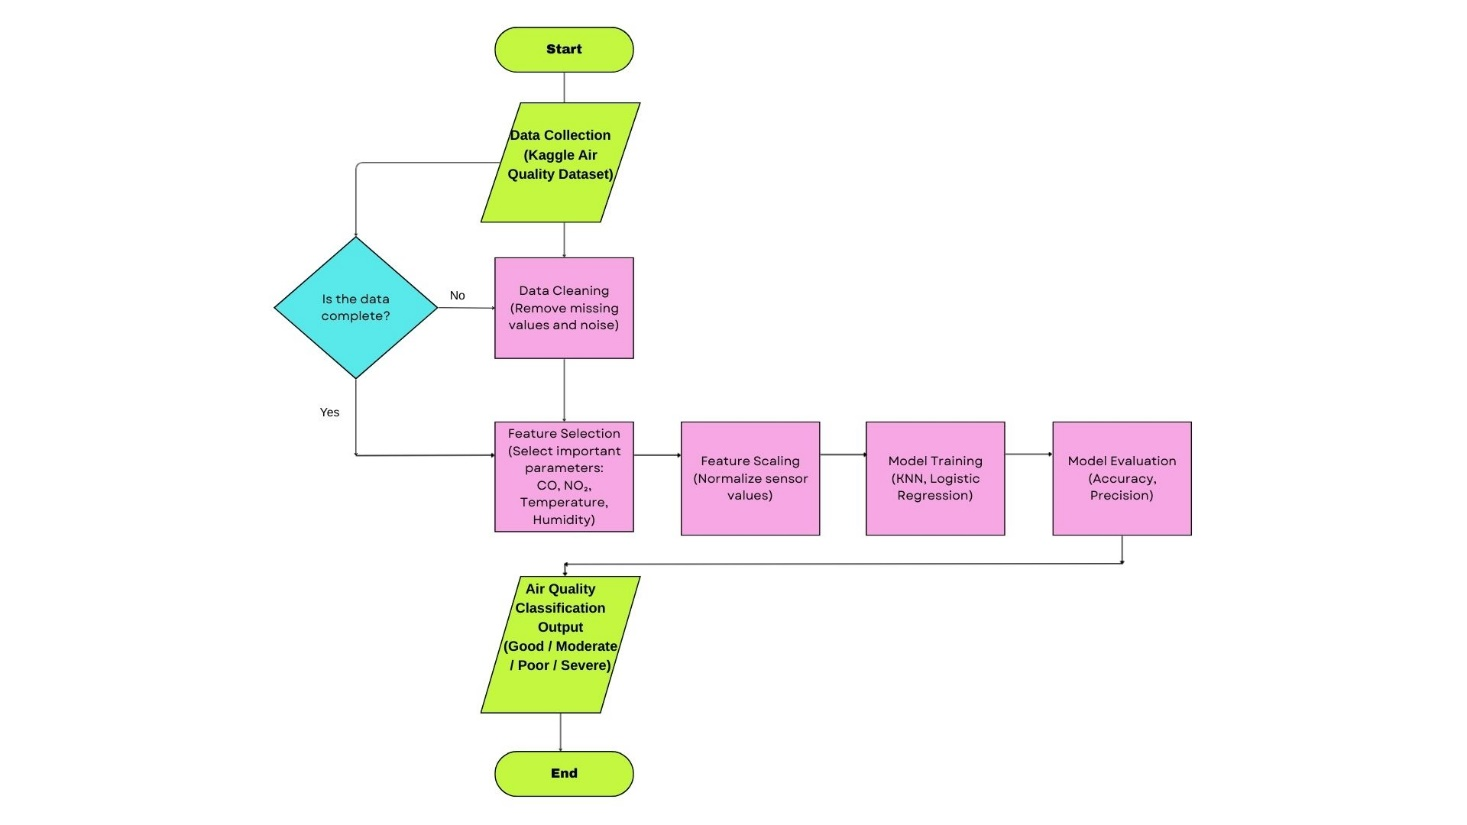 Start
Data Collection
(Kaggle Air
Quality Dataset)
Is the data
complete?
No
Data Cleaning
(Remove missing
values and noise)
Yes
Feature Selection
(Select important
parameters:
CO, NO₂,
Temperature,
Humidity)
Feature Scaling
(Normalize sensor
values)
Model Training
(KNN, Logistic
Regression)
Model Evaluation
(Accuracy,
Precision)
Air Quality
Classification
Output
(Good / Moderate
/ Poor / Severe)
End